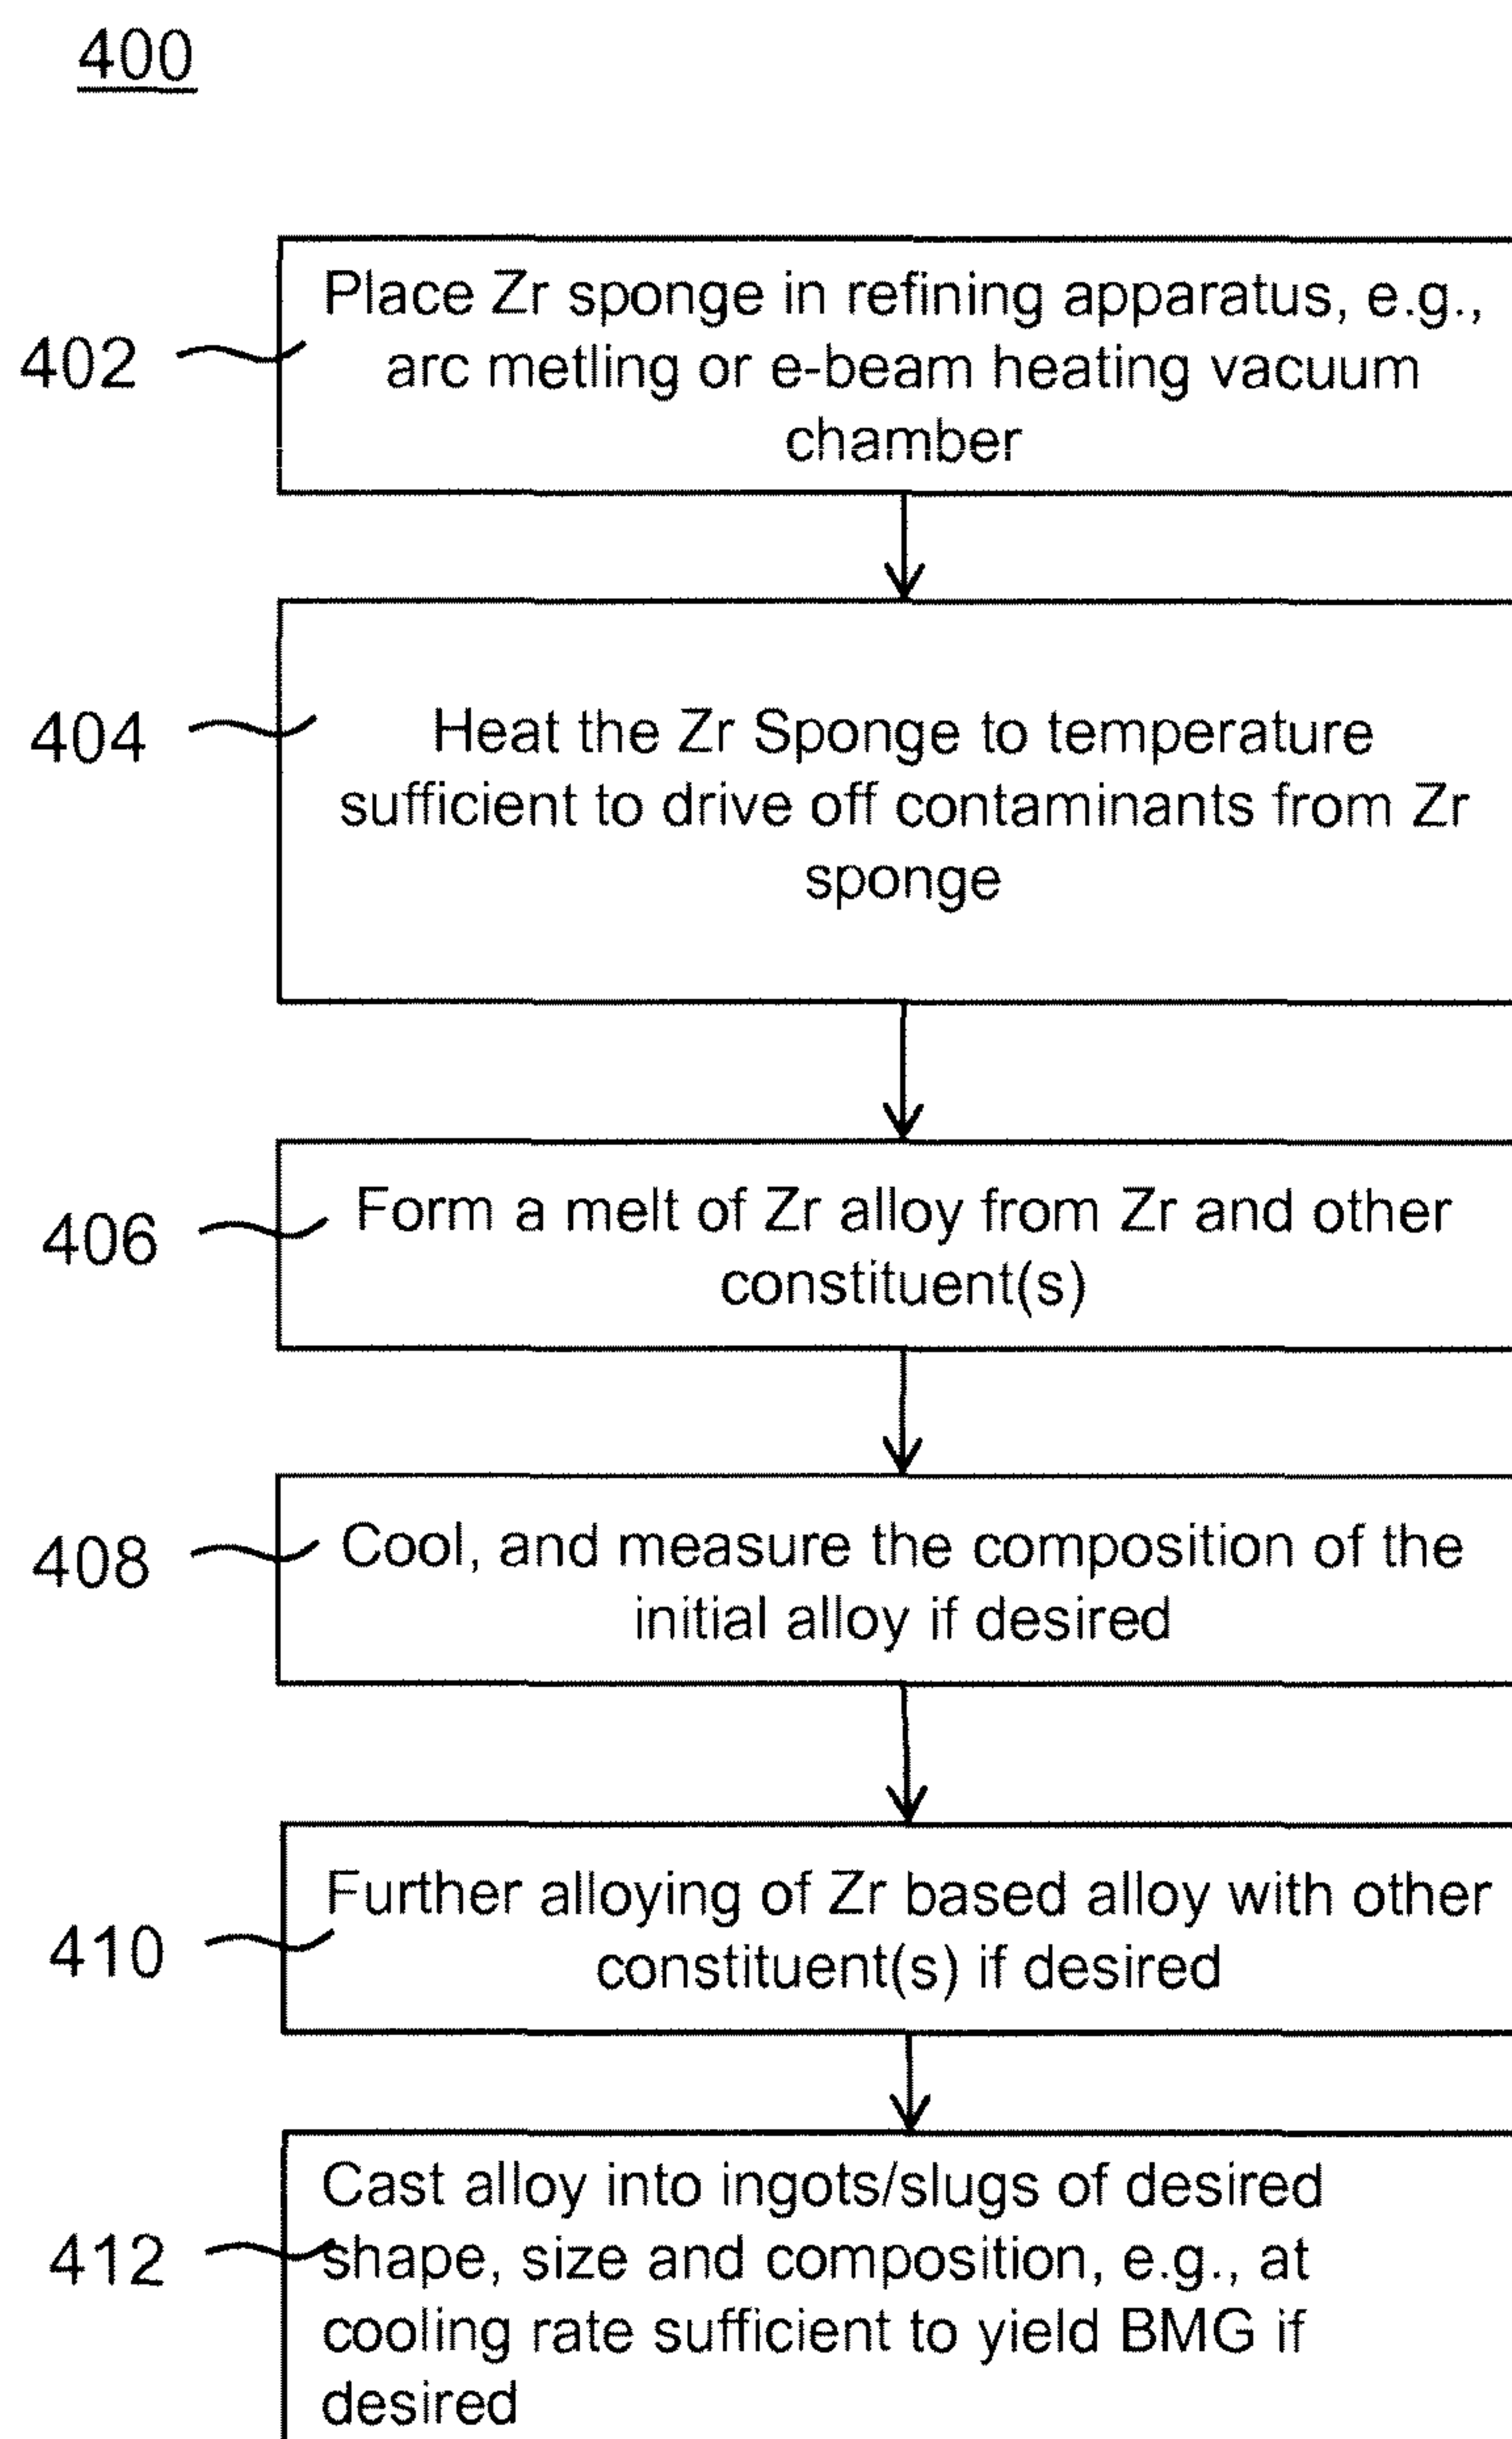 400
402
Place Zr sponge in refining apparatus, e.g.,
arc metling or e-beam heating vacuum
chamber
404
Heat the Zr Sponge to temperature
sufficient to drive off contaminants from Zr
sponge
406
Form a melt of Zr alloy from Zr and other
constituent(s)
408
Cool, and measure the composition of the
initial alloy if desired
410
Further alloying of Zr based alloy with other
constituent(s) if desired
412
Cast alloy into ingots/slugs of desired
shape, size and composition, e.g., at
cooling rate sufficient to yield BMG if
desired